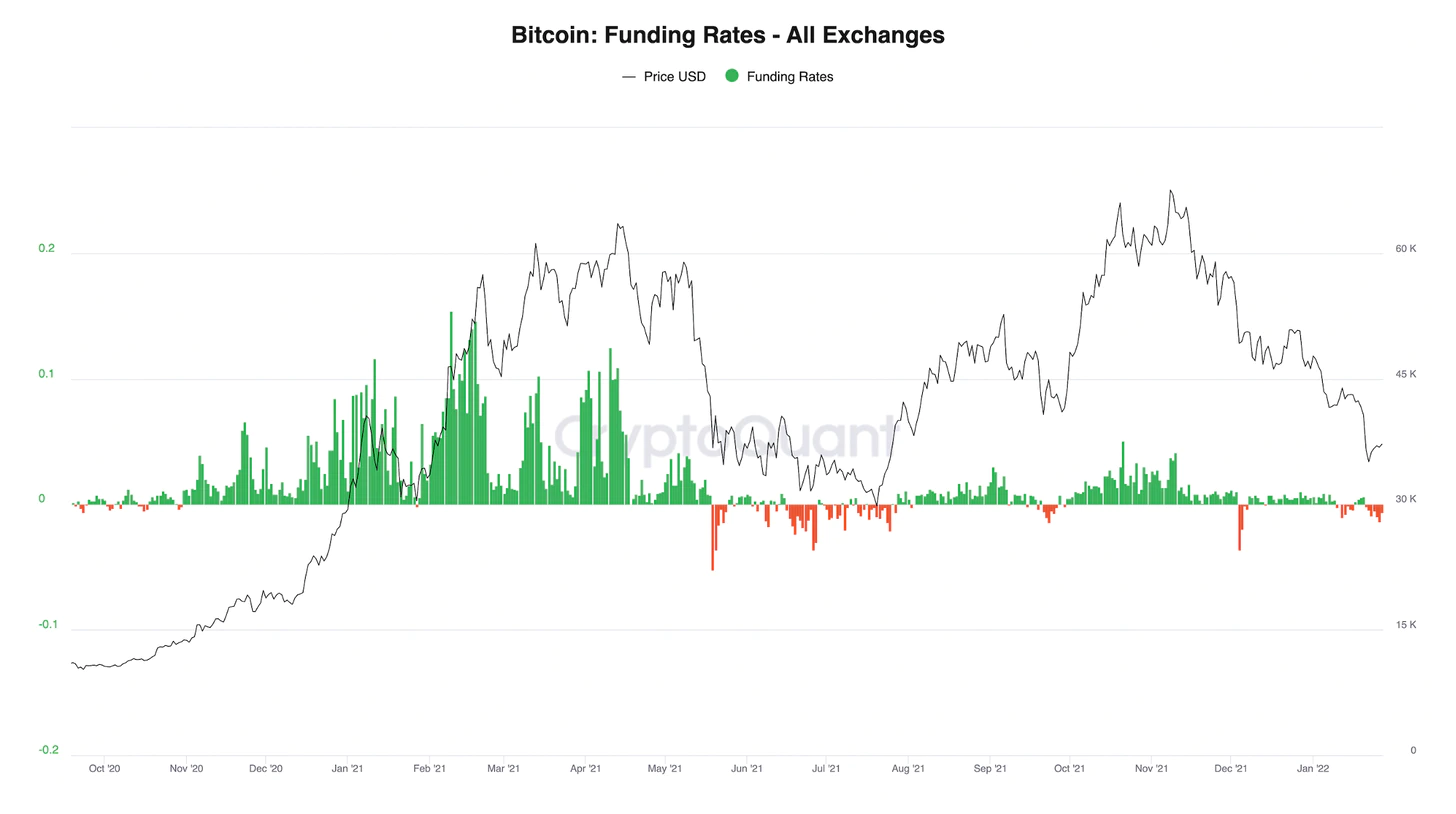 Bitcoin: Funding Rates - All Exchanges
Price USD Funding Rates
0.2 60 K
0.1 45 K
CryptoQuant
0 30 K
-0.1 15 K
-0.2 0
Oct '20 Nov '20 Dec '20 Jan '21 Feb '21 Mar '21 Apr '21 May '21 Jun '21 Jul '21 Aug '21 Sep '21 Oct '21 Nov '21 Dec '21 Jan '22